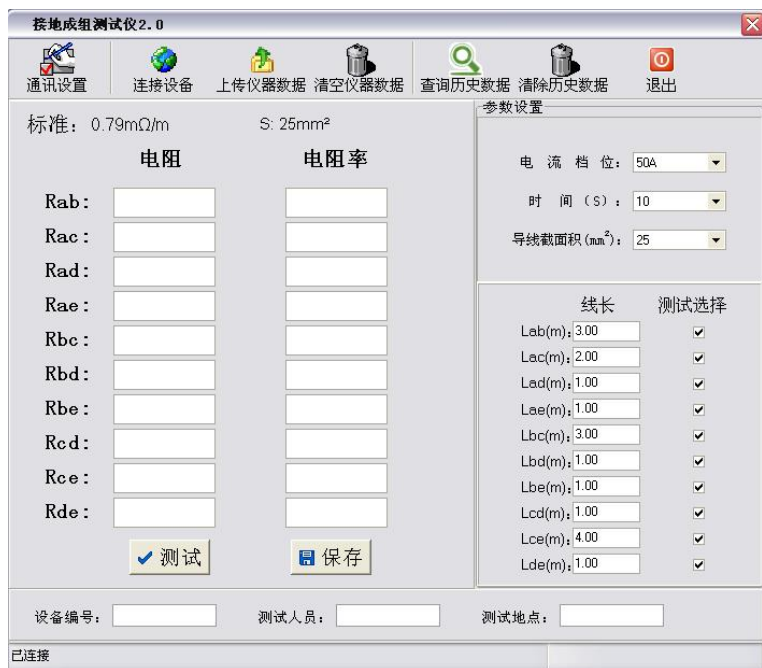 接地成组测试仪2.0
通讯设置 连接设备 上传仪器数据 清空仪器数据 查询历史数据 清除历史数据 退出
标准：0.79mΩ/m S: 25mm²
电阻 电阻率
Rab:
Rac:
Rad:
Rae:
Rbc:
Rbd:
Rbe:
Rcd:
Rce:
Rde:
测试 保存
参数设置
电流档位：50A
时间（S）：10
导线截面积(mm²)：25
线长 测试选择
Lab(m): 3.00
Lac(m): 2.00
Lad(m): 1.00
Lae(m): 1.00
Lbc(m): 3.00
Lbd(m): 1.00
Lbe(m): 1.00
Lcd(m): 1.00
Lce(m): 4.00
Lde(m): 1.00
设备编号： 测试人员： 测试地点：
已连接